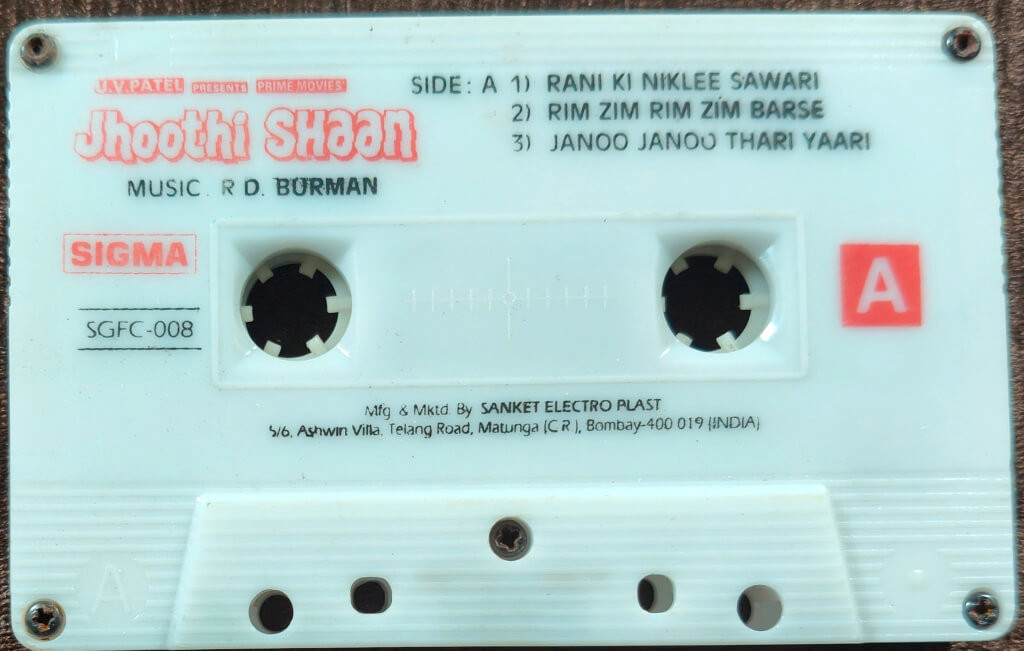 U.V.PATEL PRESENTS PRIME MOVIES'
Jhoothi SHaan
MUSIC. R D. BURMAN
SIDE: A 1) RANI KI NIKLEE SAWARI
2) RIM ZIM RIM ZIM BARSE
3) JANOO JANOO THARI YAARI
SIGMA
SGFC-008
A
Mfg. & Mktd. By SANKET ELECTRO PLAST
5/6, Ashwin Villa, Telang Road, Matunga (C.R.), Bombay-400 019 (INDIA)
A